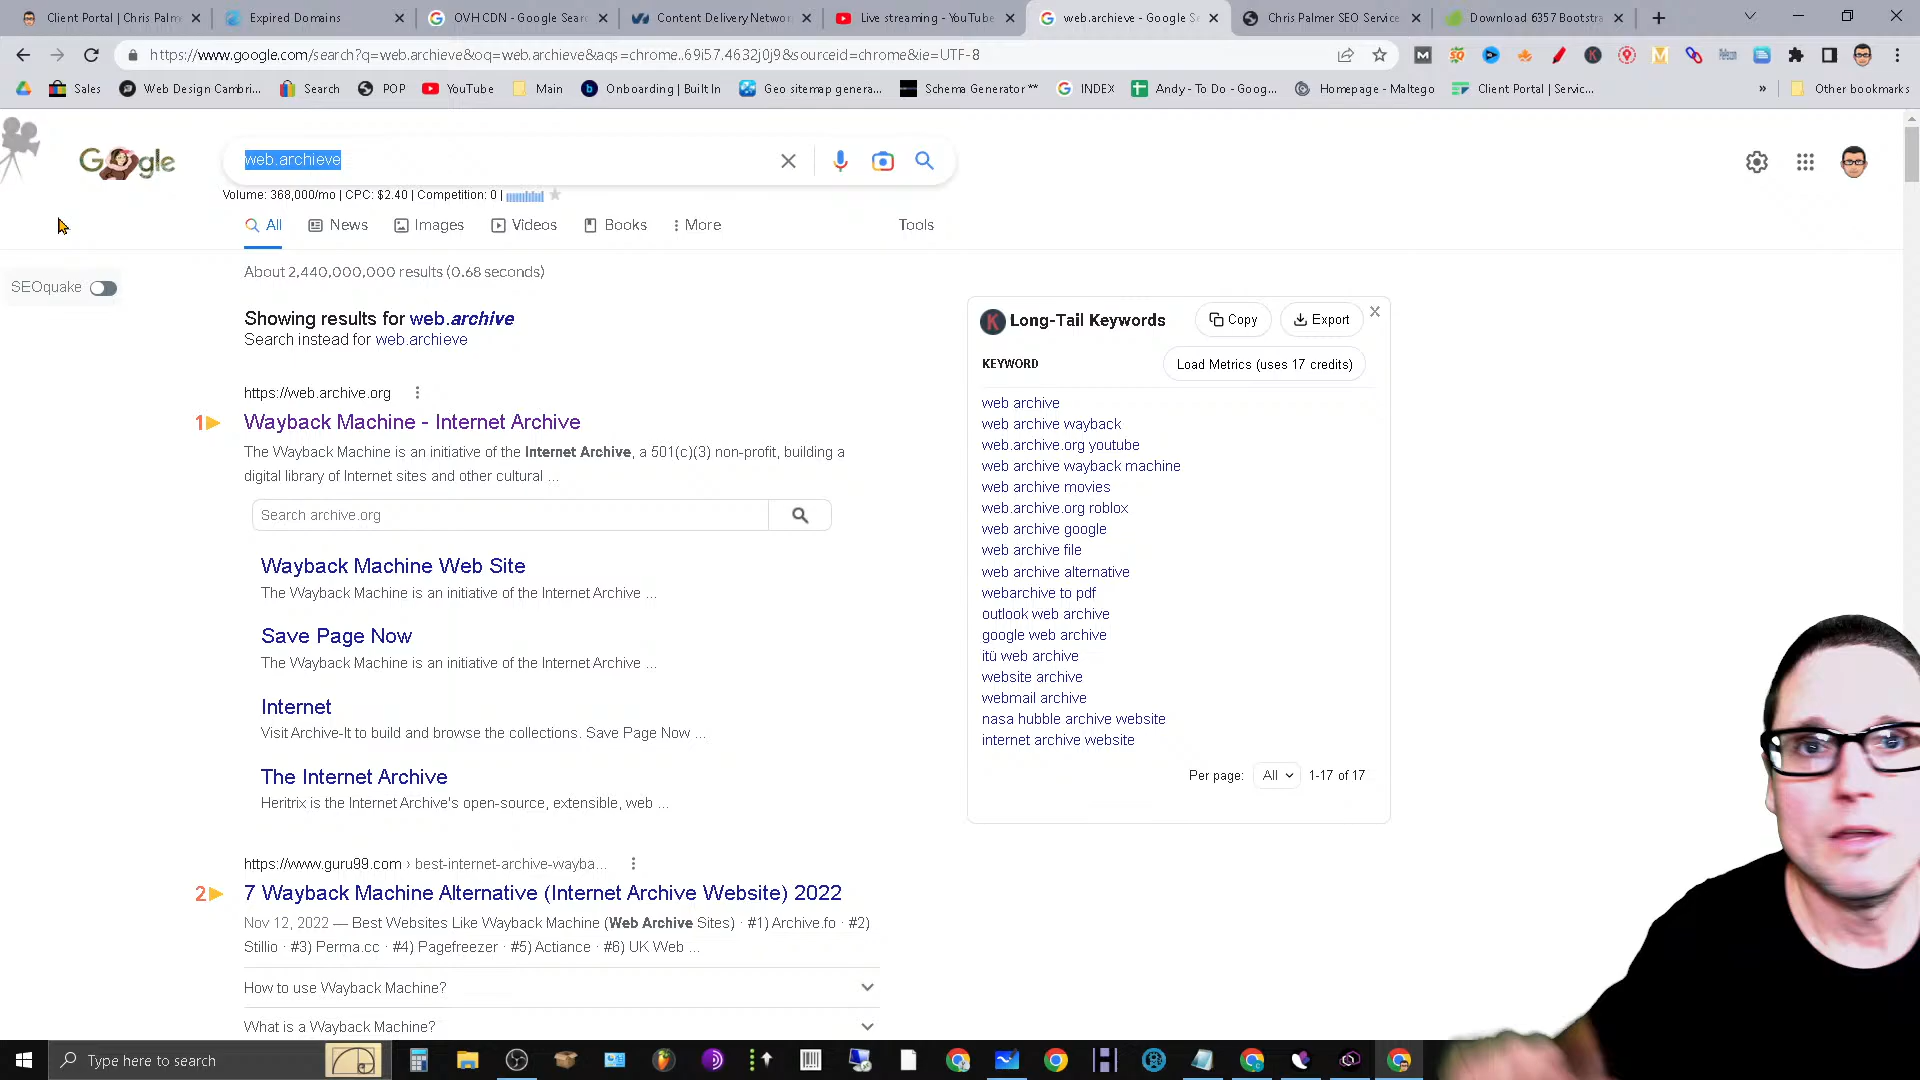 Client Portal | Chris Palm
Expired Domains
OVH CDN - Google Sear
Content Delivery Networ
Live streaming - YouTube
web.archieve - Google Se
Chris Palmer SEO Service
Download 6357 Bootstra
https://www.google.com/search?q=web.archieve&oq=web.archieve&aqs=chrome..69i57.4632j0j9&sourceid=chrome&ie=UTF-8
Sales
Web Design Cambri...
Search
POP
YouTube
Main
Onboarding | Built In
Geo sitemap genera...
Schema Generator **
INDEX
Andy - To Do - Goog...
Homepage - Maltego
Client Portal | Servic...
»
Other bookmarks
Google
web.archieve
Volume: 368,000/mo | CPC: $2.40 | Competition: 0 |
All
News
Images
Videos
Books
More
Tools
SEOquake
About 2,440,000,000 results (0.68 seconds)
Showing results for web.archive
Search instead for web.archieve
https://web.archive.org
1
Wayback Machine - Internet Archive
The Wayback Machine is an initiative of the Internet Archive, a 501(c)(3) non-profit, building a
digital library of Internet sites and other cultural ...
Search archive.org
Wayback Machine Web Site
The Wayback Machine is an initiative of the Internet Archive ...
Save Page Now
The Wayback Machine is an initiative of the Internet Archive ...
Internet
Visit Archive-It to build and browse the collections. Save Page Now ...
The Internet Archive
Heritrix is the Internet Archive's open-source, extensible, web ...
https://www.guru99.com › best-internet-archive-wayba...
2
7 Wayback Machine Alternative (Internet Archive Website) 2022
Nov 12, 2022 — Best Websites Like Wayback Machine (Web Archive Sites) · #1) Archive.fo · #2)
Stillio · #3) Perma.cc · #4) Pagefreezer · #5) Actiance · #6) UK Web ...
How to use Wayback Machine?
What is a Wayback Machine?
K
Long-Tail Keywords
Copy
Export
X
KEYWORD
Load Metrics (uses 17 credits)
web archive
web archive wayback
web.archive.org youtube
web archive wayback machine
web archive movies
web.archive.org roblox
web archive google
web archive file
web archive alternative
webarchive to pdf
outlook web archive
google web archive
itü web archive
website archive
webmail archive
nasa hubble archive website
internet archive website
Per page:
All
1-17 of 17
Type here to search